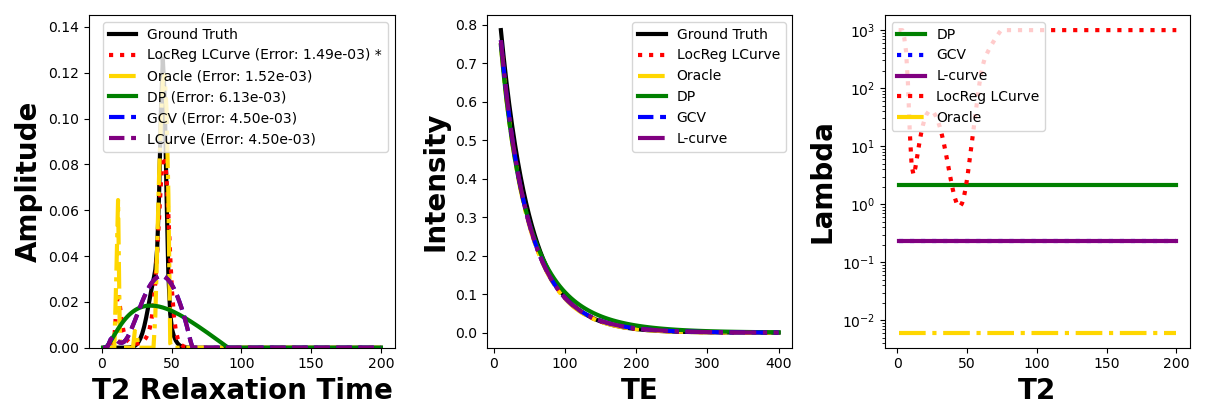 0.14
0.12
0.10
0.08
0.06
0.04
0.02
0.00
Amplitude
Ground Truth
LocReg LCurve (Error: 1.49e-03) *
Oracle (Error: 1.52e-03)
DP (Error: 6.13e-03)
GCV (Error: 4.50e-03)
LCurve (Error: 4.50e-03)
0 50 100 150 200
T2 Relaxation Time
0.8
0.7
0.6
0.5
0.4
0.3
0.2
0.1
0.0
Intensity
Ground Truth
LocReg LCurve
Oracle
DP
GCV
L-curve
0 100 200 300 400
TE
10³
10²
10¹
10⁰
10⁻¹
10⁻²
Lambda
DP
GCV
L-curve
LocReg LCurve
Oracle
0 50 100 150 200
T2